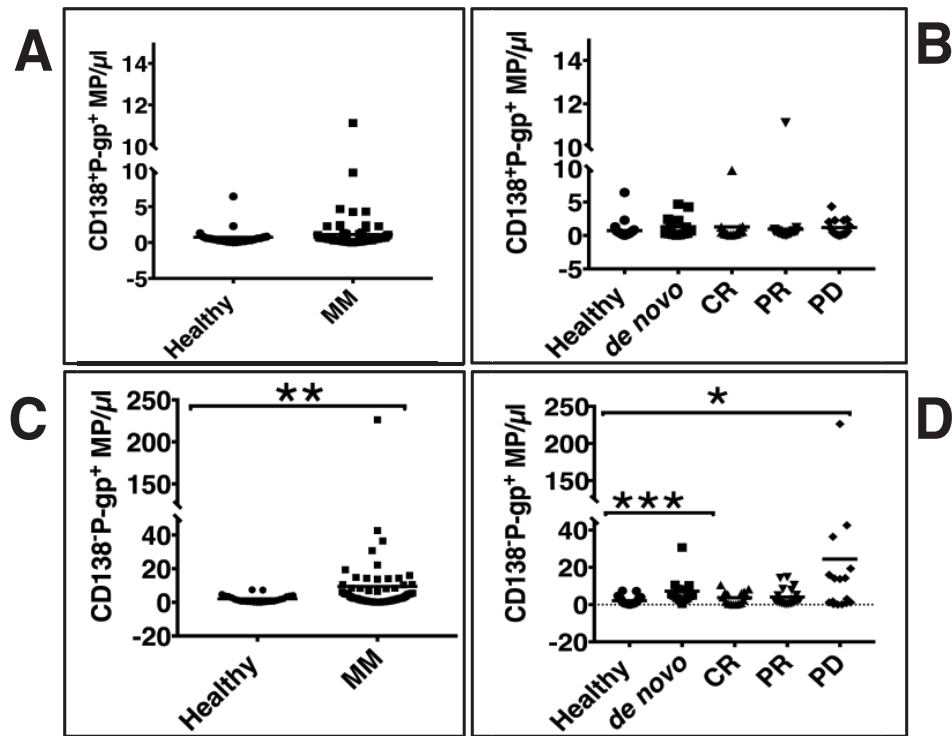 A
CD138⁺P-gp⁺ MP/µl
14
12
10
10
5
0
-5
Healthy
MM
B
CD138⁺P-gp⁺ MP/µl
14
12
10
10
5
0
-5
Healthy
de novo
CR
PR
PD
C
CD138⁻P-gp⁺ MP/µl
**
250
200
150
40
20
0
-20
Healthy
MM
D
CD138⁻P-gp⁺ MP/µl
*
250
200
150
***
40
20
0
-20
Healthy
de novo
CR
PR
PD